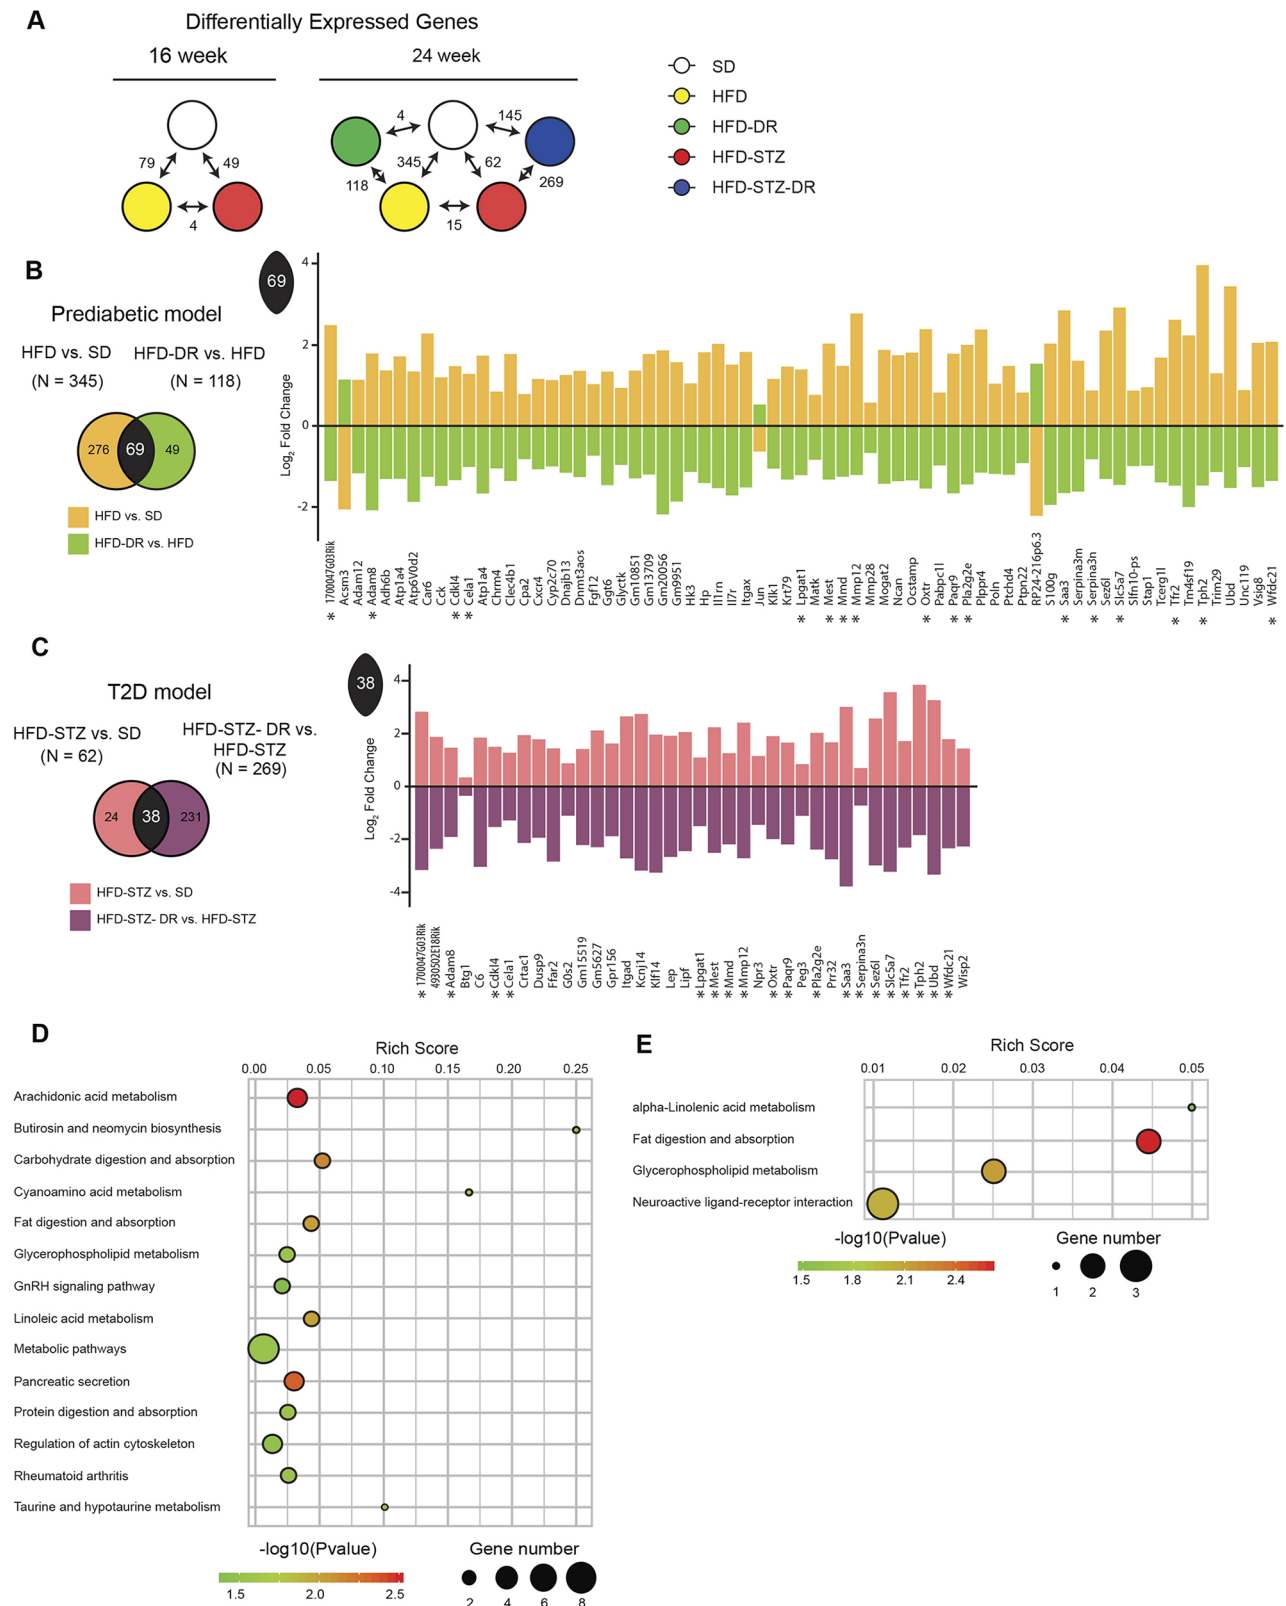 A
Differentially Expressed Genes
16 week
24 week
79
49
4
4
145
345
62
118
269
15
SD
HFD
HFD-DR
HFD-STZ
HFD-STZ-DR
B
Prediabetic model
HFD vs. SD
(N = 345)
HFD-DR vs. HFD
(N = 118)
276
69
49
HFD vs. SD
HFD-DR vs. HFD
69
Log2 Fold Change
4
2
0
-2
* 1700047G03Rik
Acsm3
Adam12
* Adam8
Adh6b
Atp1a4
Atp6V0d2
Car6
Cck
* Cdkl4
* Cela1
Atp1a4
Chrm4
Clec4b1
Cpa2
Cxcr4
Cyp2c70
Dnajb13
Dnmt3aos
Fgf12
Ggt6
Glyctk
Gm10851
Gm13709
Gm20056
Gm9951
Hk3
Hp
Il1rn
Il7r
Itgax
Jun
Klk1
Krt79
* Lpgat1
Matk
* Mest
* Mmd
* Mmp12
Mmp28
Mogat2
Ncan
Ocstamp
* Oxtr
Pabpc1l
* Paqr9
* Pla2g2e
Plppr4
Poln
Ptchd4
Ptpn22
RP24-216p6.3
S100g
* Saa3
Serpina3m
* Serpina3n
Sez6l
* Slc5a7
Slfn10-ps
Stap1
Tcerg1l
* Tfr2
Tm4sf19
* Tph2
Trim29
Ubd
Unc119
Vsig8
* Wfdc21
C
T2D model
HFD-STZ vs. SD
(N = 62)
HFD-STZ- DR vs.
HFD-STZ
(N = 269)
24
38
231
HFD-STZ vs. SD
HFD-STZ- DR vs. HFD-STZ
38
Log2 Fold Change
4
2
0
-2
-4
* 1700047G03Rik
4930502E18Rik
* Adam8
Btg1
C6
* Cdkl4
* Cela1
Crtac1
Dusp9
Ffar2
G0s2
Gm15519
Gm5627
Gpr156
Itgad
Kcnj14
Klf14
Lep
Lipf
* Lpgat1
* Mest
* Mmd
* Mmp12
Npr3
* Oxtr
* Paqr9
Peg3
* Pla2g2e
Prr32
* Saa3
* Serpina3n
* Sez6l
* Slc5a7
* Tfr2
* Tph2
* Ubd
* Wfdc21
Wisp2
D
Rich Score
0.00 0.05 0.10 0.15 0.20 0.25
Arachidonic acid metabolism
Butirosin and neomycin biosynthesis
Carbohydrate digestion and absorption
Cyanoamino acid metabolism
Fat digestion and absorption
Glycerophospholipid metabolism
GnRH signaling pathway
Linoleic acid metabolism
Metabolic pathways
Pancreatic secretion
Protein digestion and absorption
Regulation of actin cytoskeleton
Rheumatoid arthritis
Taurine and hypotaurine metabolism
-log10(Pvalue)
1.5 2.0 2.5
Gene number
2 4 6 8
E
Rich Score
0.01 0.02 0.03 0.04 0.05
alpha-Linolenic acid metabolism
Fat digestion and absorption
Glycerophospholipid metabolism
Neuroactive ligand-receptor interaction
-log10(Pvalue)
1.5 1.8 2.1 2.4
Gene number
1 2 3